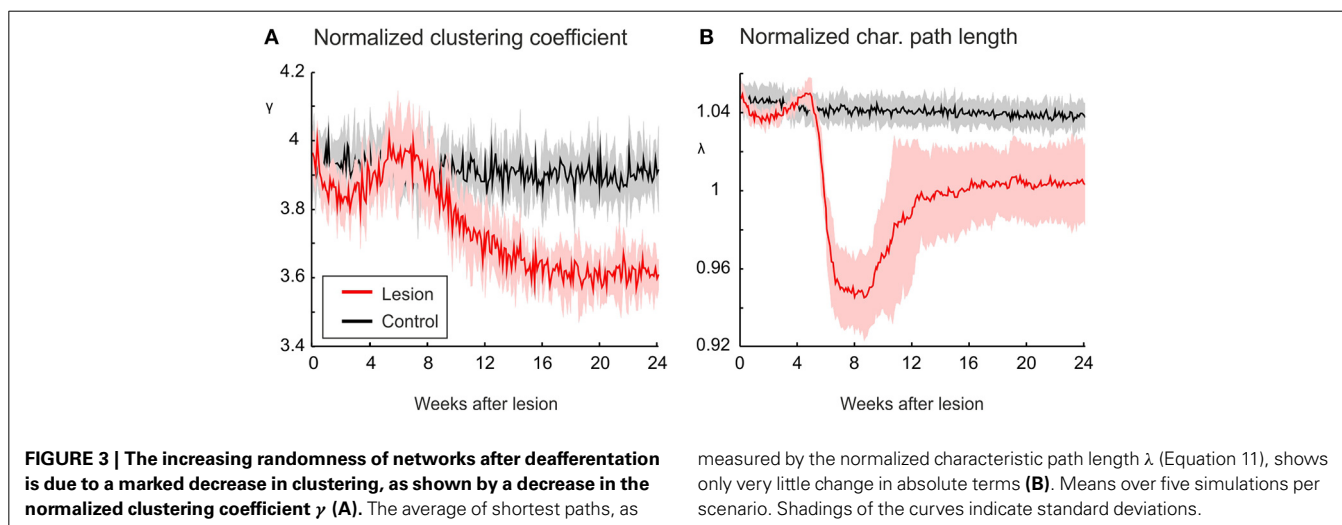 A Normalized clustering coefficient
4.2
γ
4
3.8
3.6
3.4
Lesion
Control
0 4 8 12 16 20 24
Weeks after lesion
B Normalized char. path length
1.04
λ
1
0.96
0.92
0 4 8 12 16 20 24
Weeks after lesion
FIGURE 3 | The increasing randomness of networks after deafferentation
is due to a marked decrease in clustering, as shown by a decrease in the
normalized clustering coefficient γ (A). The average of shortest paths, as
measured by the normalized characteristic path length λ (Equation 11), shows
only very little change in absolute terms (B). Means over five simulations per
scenario. Shadings of the curves indicate standard deviations.